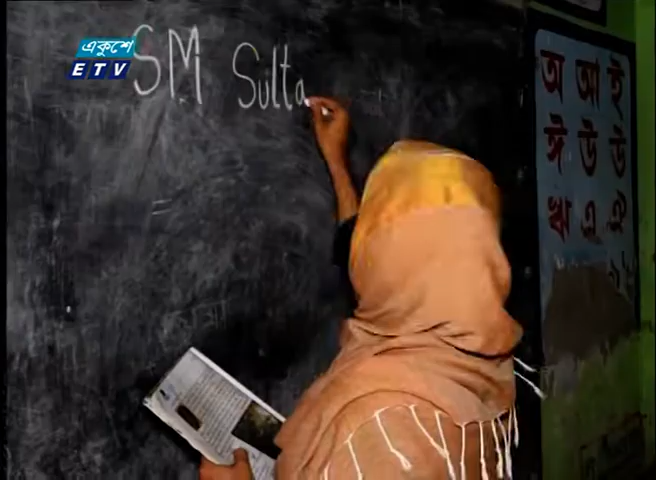 একুশে
ETV
SM Sulta
অ আ ই
ঈ উ ঊ
ঋ এ ঐ